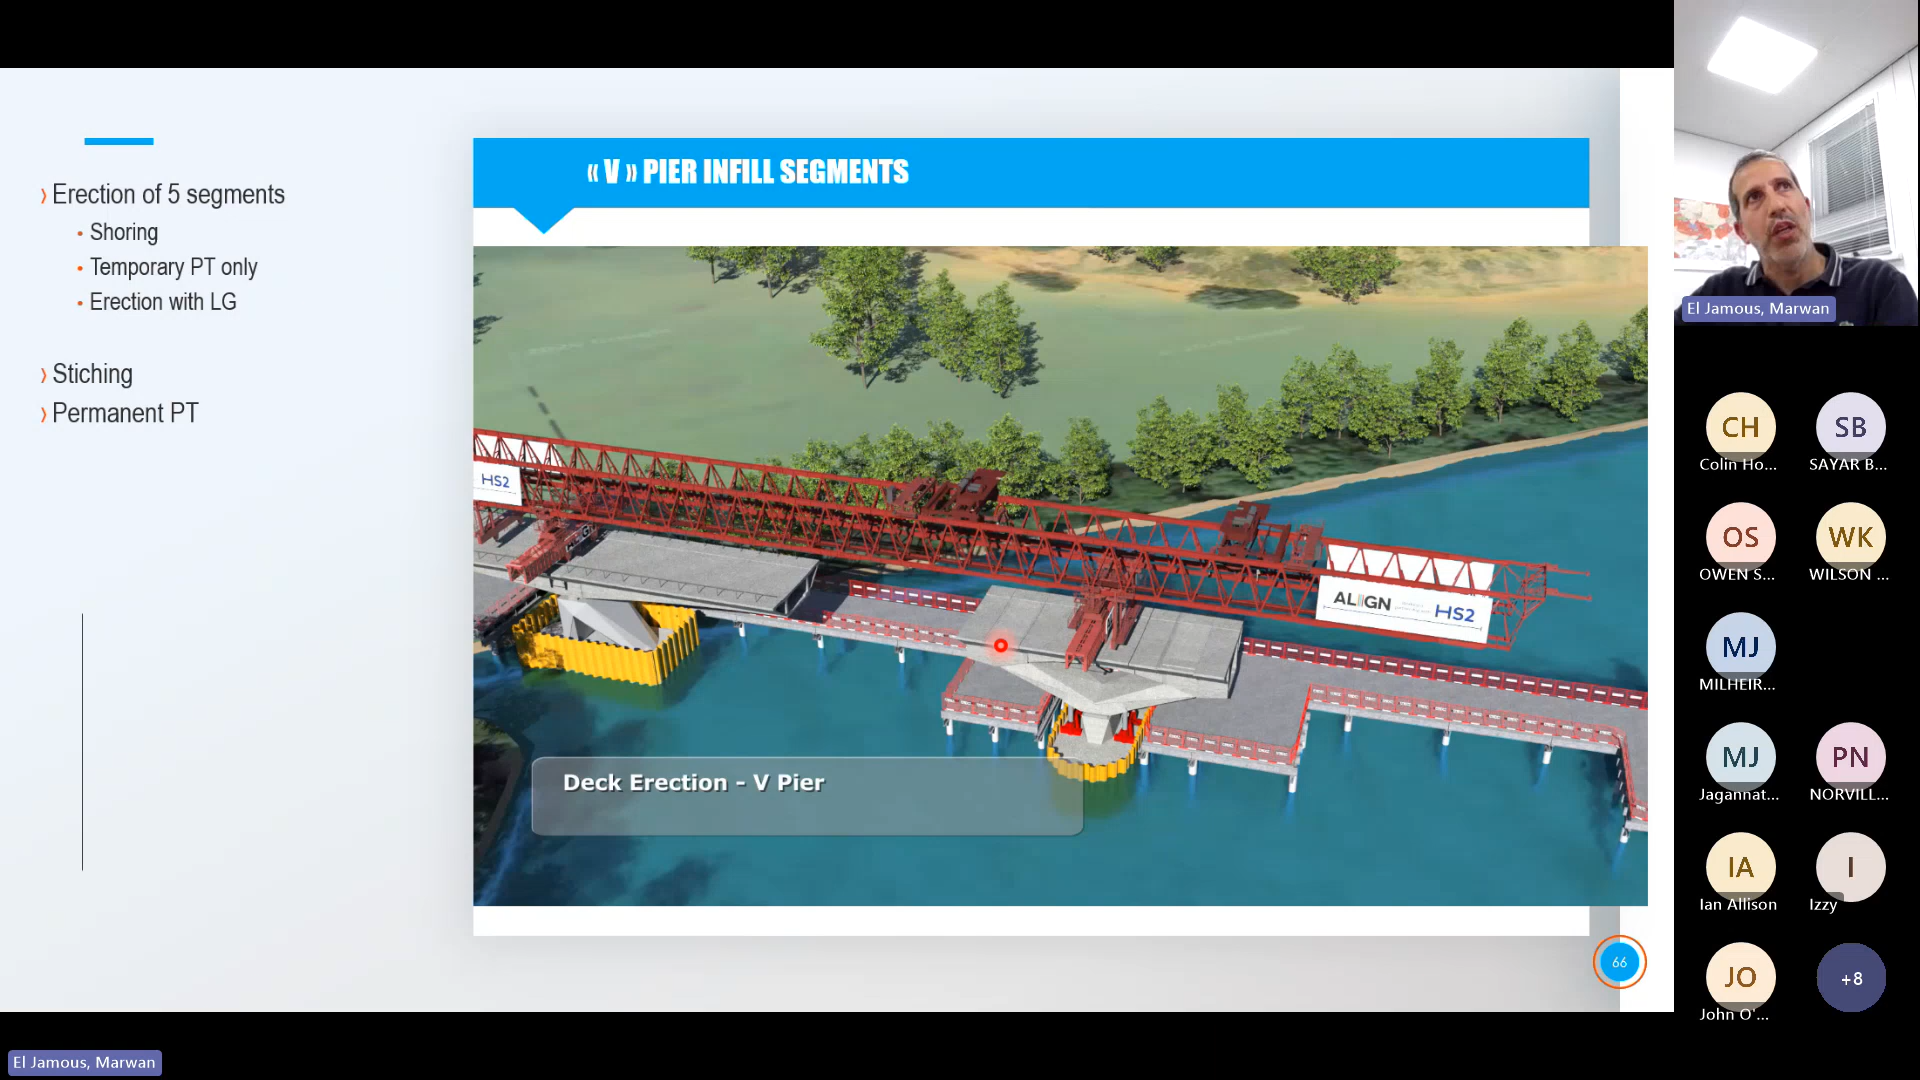 › Erection of 5 segments
• Shoring
• Temporary PT only
• Erection with LG
› Stiching
› Permanent PT
« V » PIER INFILL SEGMENTS
HS2
ALIGN
HS2
Deck Erection - V Pier
66
El Jamous, Marwan
CH
Colin Ho...
SB
SAYAR B...
OS
OWEN S...
WK
WILSON ...
MJ
MILHEIR...
MJ
Jagannat...
PN
NORVILL...
IA
Ian Allison
I
Izzy
JO
John O'...
+8
El Jamous, Marwan